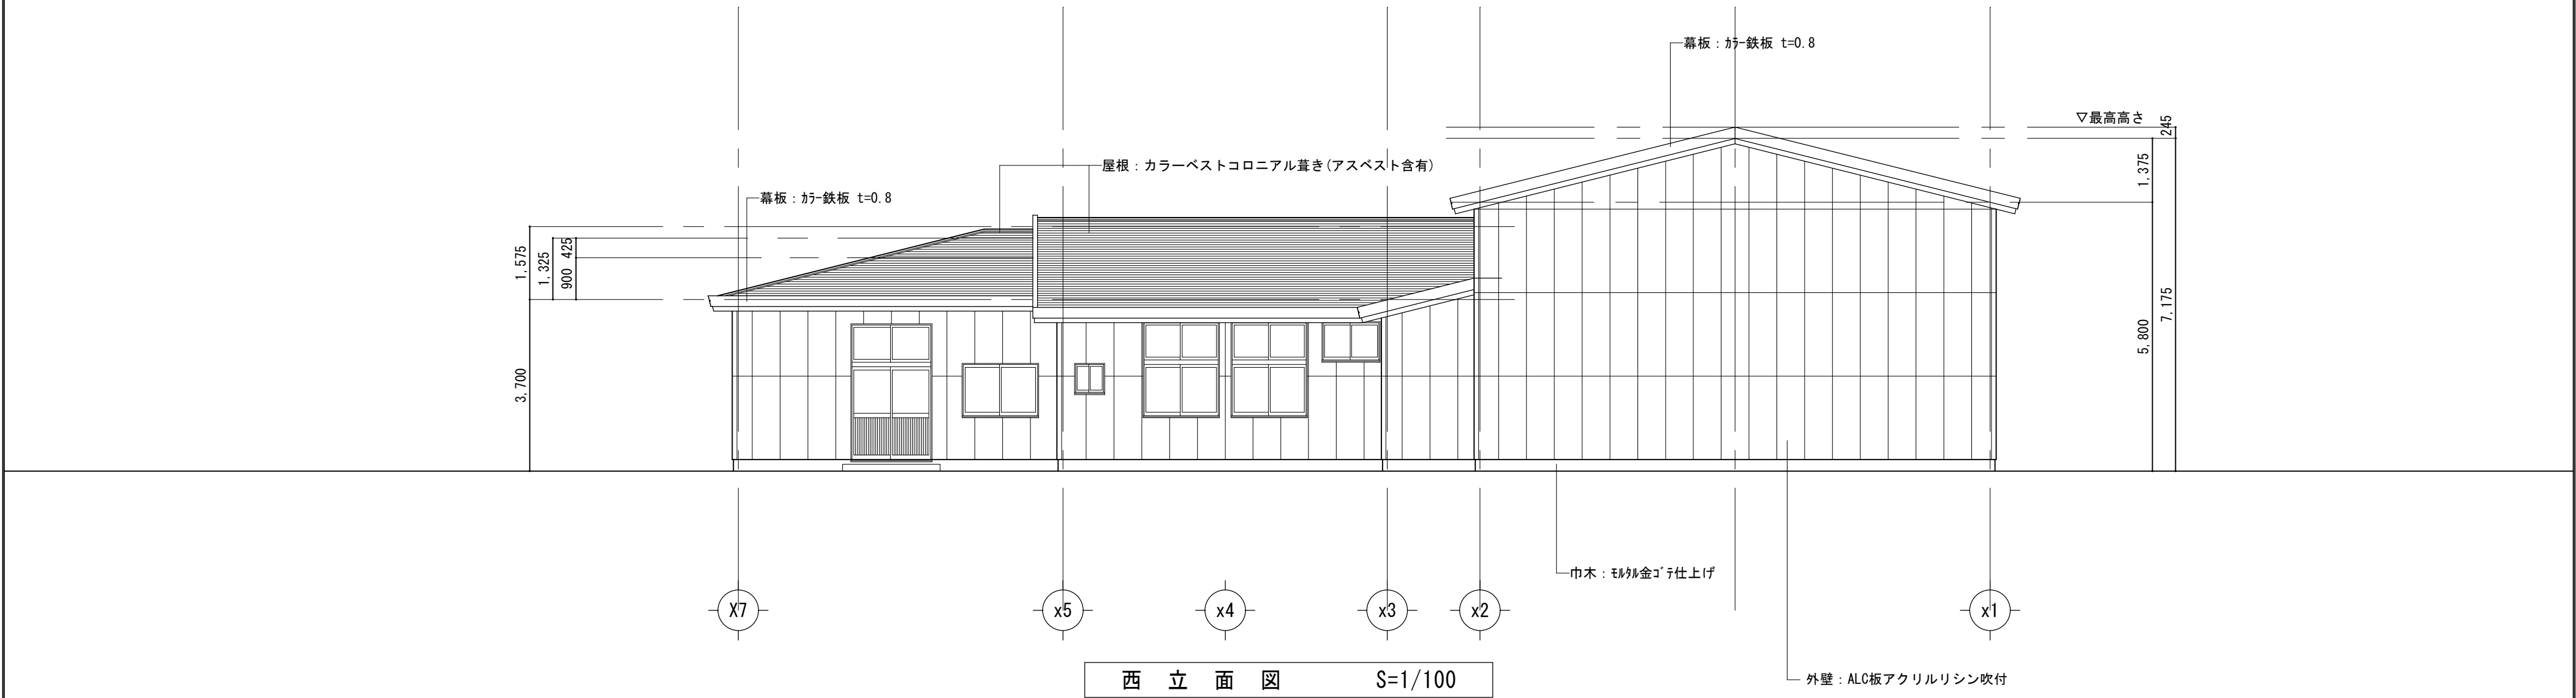 幕板：ｶﾗｰ鉄板 t=0.8
▽最高高さ
245
屋根：カラーベストコロニアル葺き(アスベスト含有)
1,375
幕板：ｶﾗｰ鉄板 t=0.8
1,575
1,325
425
900
7,175
5,800
3,700
巾木：ﾓﾙﾀﾙ金ｺﾞﾃ仕上げ
X7
x5
x4
x3
x2
x1
西立面図 S=1/100
外壁：ALC板アクリルリシン吹付